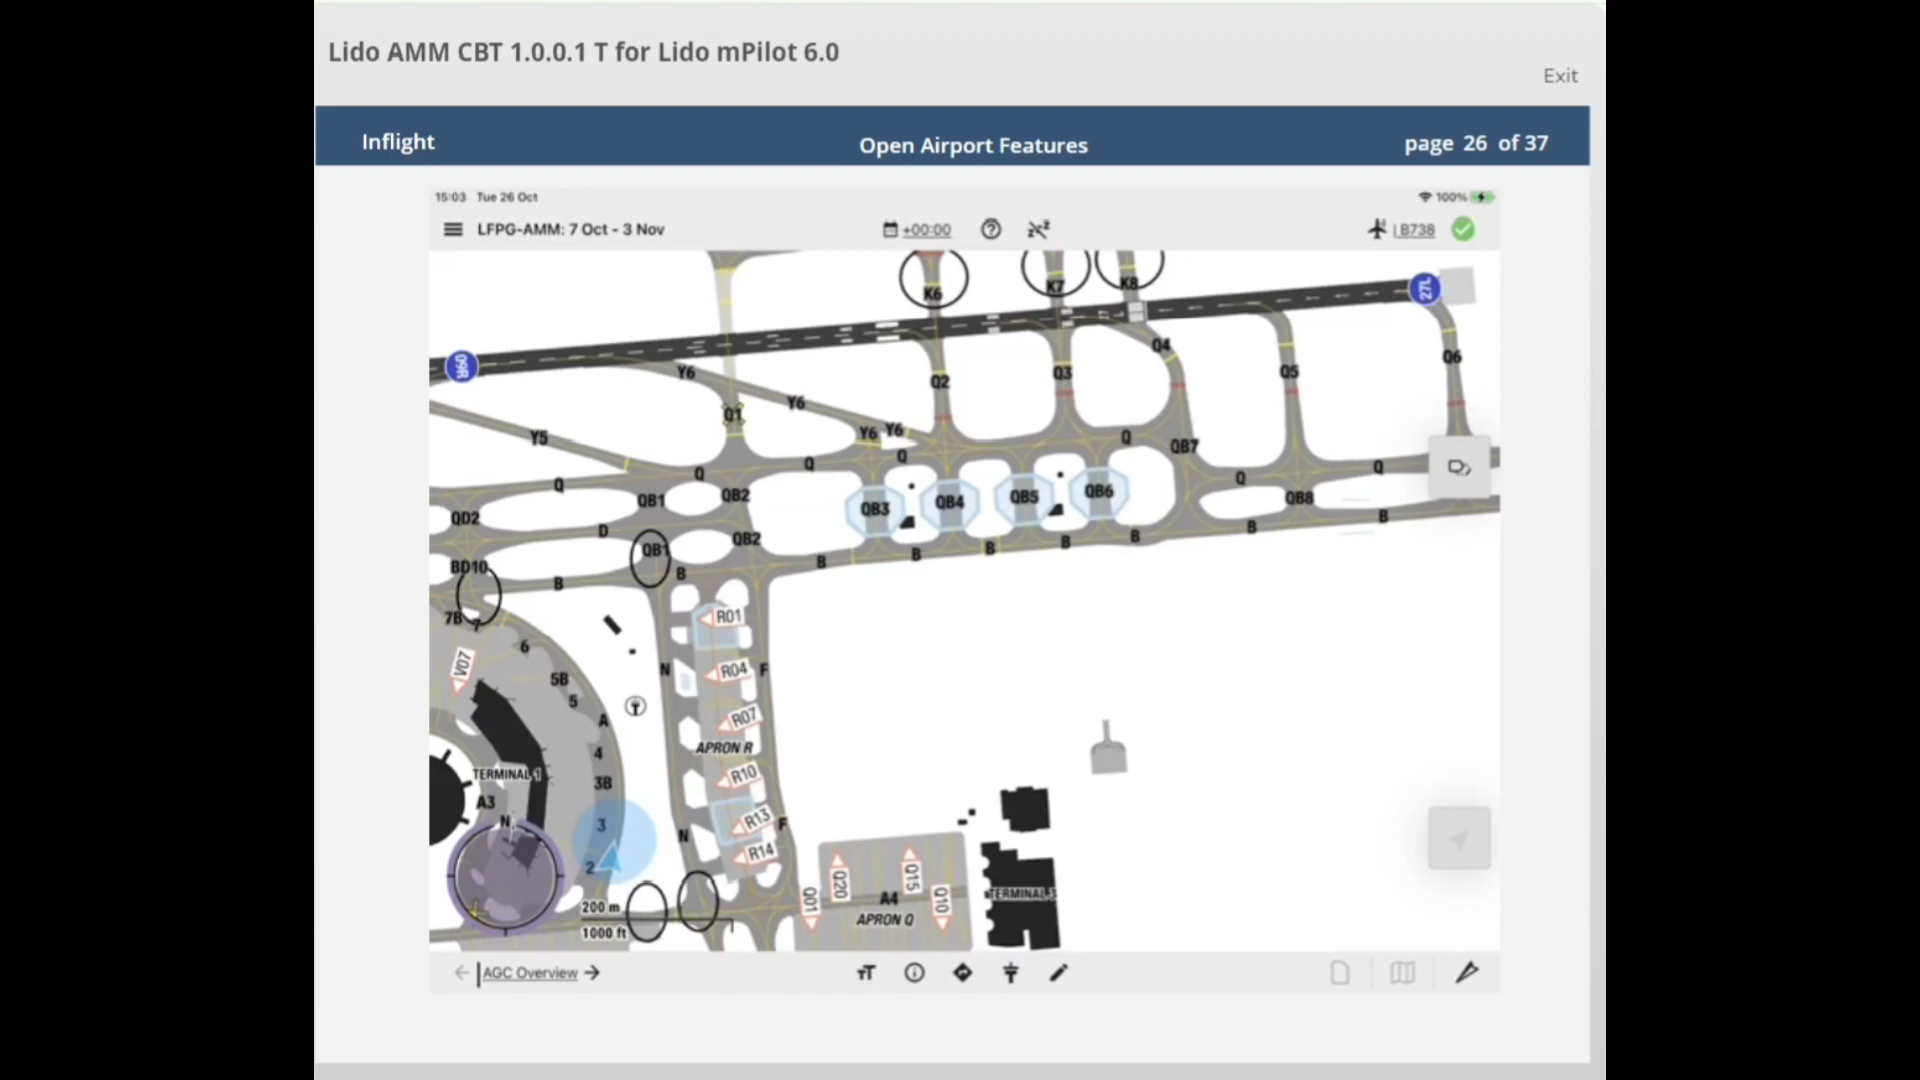 Lido AMM CBT 1.0.0.1 T for Lido mPilot 6.0
Exit
Inflight
Open Airport Features
page 26 of 37
15:03 Tue 26 Oct
100%
LFPG-AMM: 7 Oct - 3 Nov
+00:00
B738
K6
K7
K8
27L
09R
Q4
Q6
Y6
Q2
Q3
Q5
Y6
Q1
Y6
Y6
Y5
Q
QB7
Q
Q
Q
Q
Q
Q
QB1
QB2
QB3
QB4
QB5
QB6
QB8
QD2
D
QB1
QB2
B
B
B
B
B
B
B
B
B
BD10
7B
7
R01
6
V07
5B
5
N
R04
F
A
R07
4
APRON R
TERMINAL 1
3B
R10
A3
N
3
R13
F
N
2
R14
200 m
1000 ft
Q01
Q20
Q15
Q10
A4
APRON Q
TERMINAL 3
AGC Overview